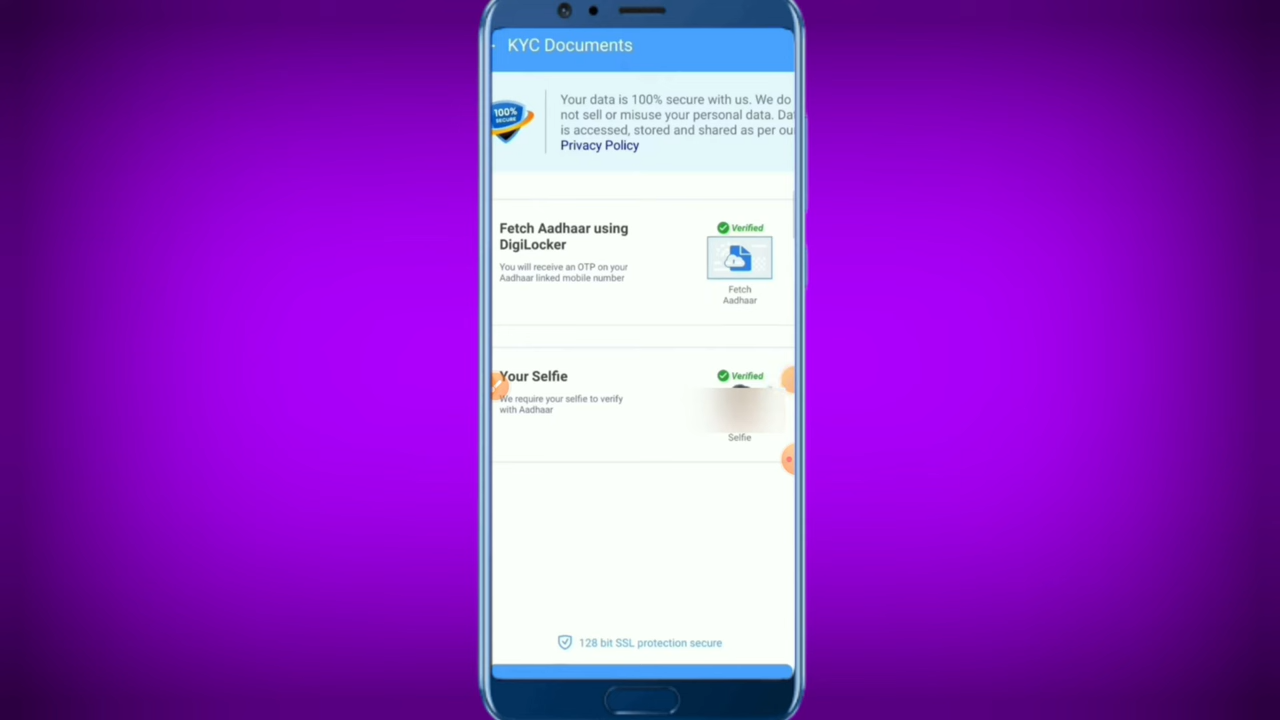 KYC Documents
100%
SECURE
Your data is 100% secure with us. We do
not sell or misuse your personal data. Da
is accessed, stored and shared as per ou
Privacy Policy
Fetch Aadhaar using
DigiLocker
You will receive an OTP on your
Aadhaar linked mobile number
Verified
Fetch
Aadhaar
Your Selfie
We require your selfie to verify
with Aadhaar
Verified
Selfie
128 bit SSL protection secure